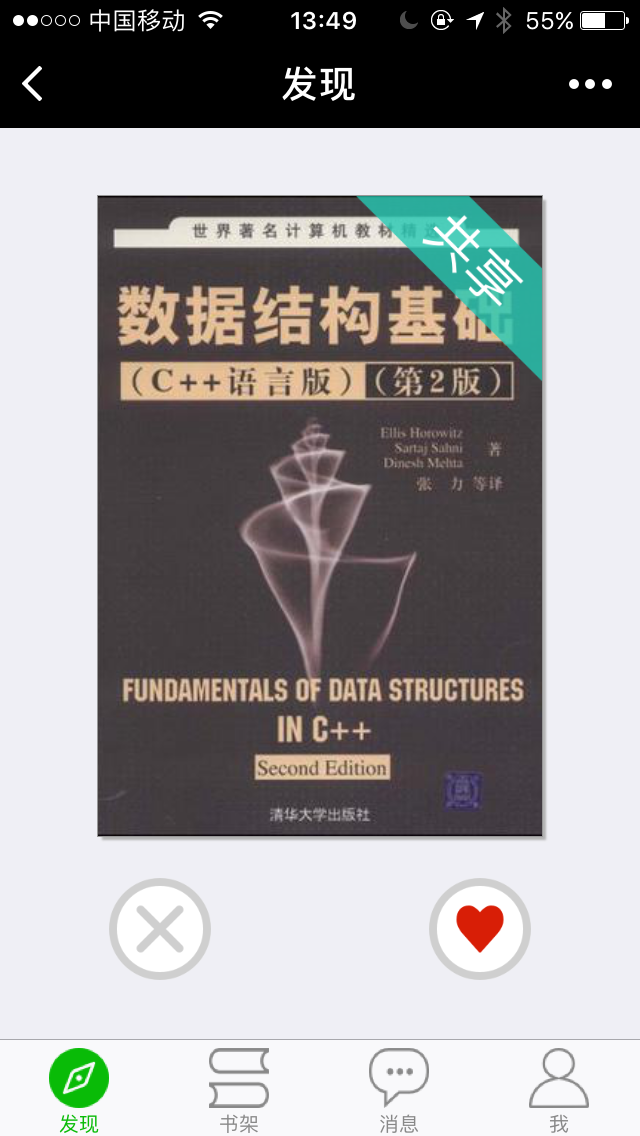 中国移动 13:49 55%
发现
世界著名计算机教材精选
共享
数据结构基础
（C++语言版）（第2版）
Ellis Horowitz
Sartaj Sahni 著
Dinesh Mehta
张 力 等译
FUNDAMENTALS OF DATA STRUCTURES
IN C++
Second Edition
清华大学出版社
发现 书架 消息 我